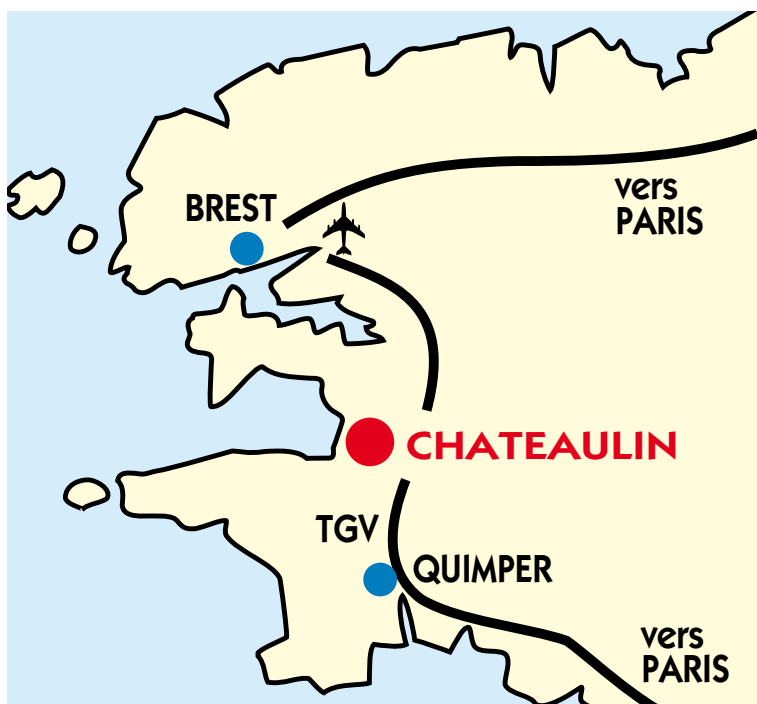 vers
PARIS
BREST
CHATEAULIN
TGV
QUIMPER
vers
PARIS